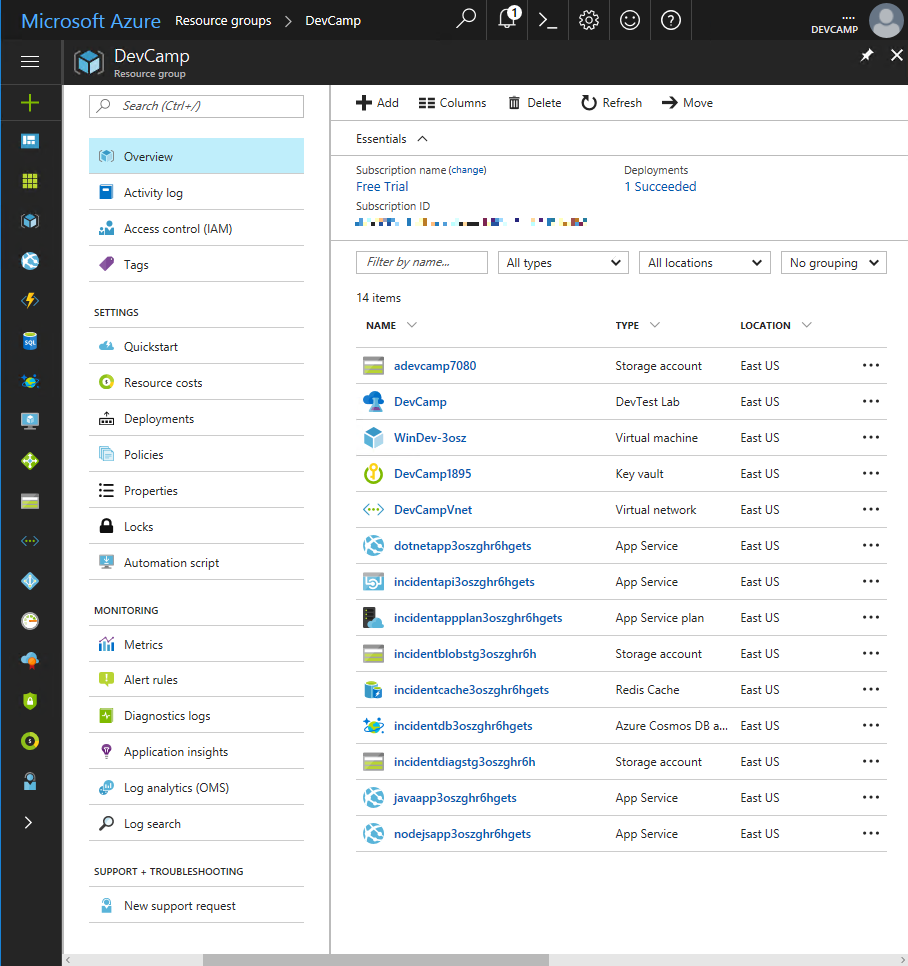 Microsoft Azure Resource groups > DevCamp 1 .... DEVCAMP
DevCamp
Resource group
Search (Ctrl+/)
Overview
Activity log
Access control (IAM)
Tags
SETTINGS
Quickstart
Resource costs
Deployments
Policies
Properties
Locks
Automation script
MONITORING
Metrics
Alert rules
Diagnostics logs
Application insights
Log analytics (OMS)
Log search
SUPPORT + TROUBLESHOOTING
New support request
Add Columns Delete Refresh Move
Essentials
Subscription name (change) Deployments
Free Trial 1 Succeeded
Subscription ID
Filter by name... All types All locations No grouping
14 items
NAME TYPE LOCATION
adevcamp7080 Storage account East US ...
DevCamp DevTest Lab East US ...
WinDev-3osz Virtual machine East US ...
DevCamp1895 Key vault East US ...
DevCampVnet Virtual network East US ...
dotnetapp3oszghr6hgets App Service East US ...
incidentapi3oszghr6hgets App Service East US ...
incidentappplan3oszghr6hgets App Service plan East US ...
incidentblobstg3oszghr6h Storage account East US ...
incidentcache3oszghr6hgets Redis Cache East US ...
incidentdb3oszghr6hgets Azure Cosmos DB a... East US ...
incidentdiagstg3oszghr6h Storage account East US ...
javaapp3oszghr6hgets App Service East US ...
nodejsapp3oszghr6hgets App Service East US ...
SQL